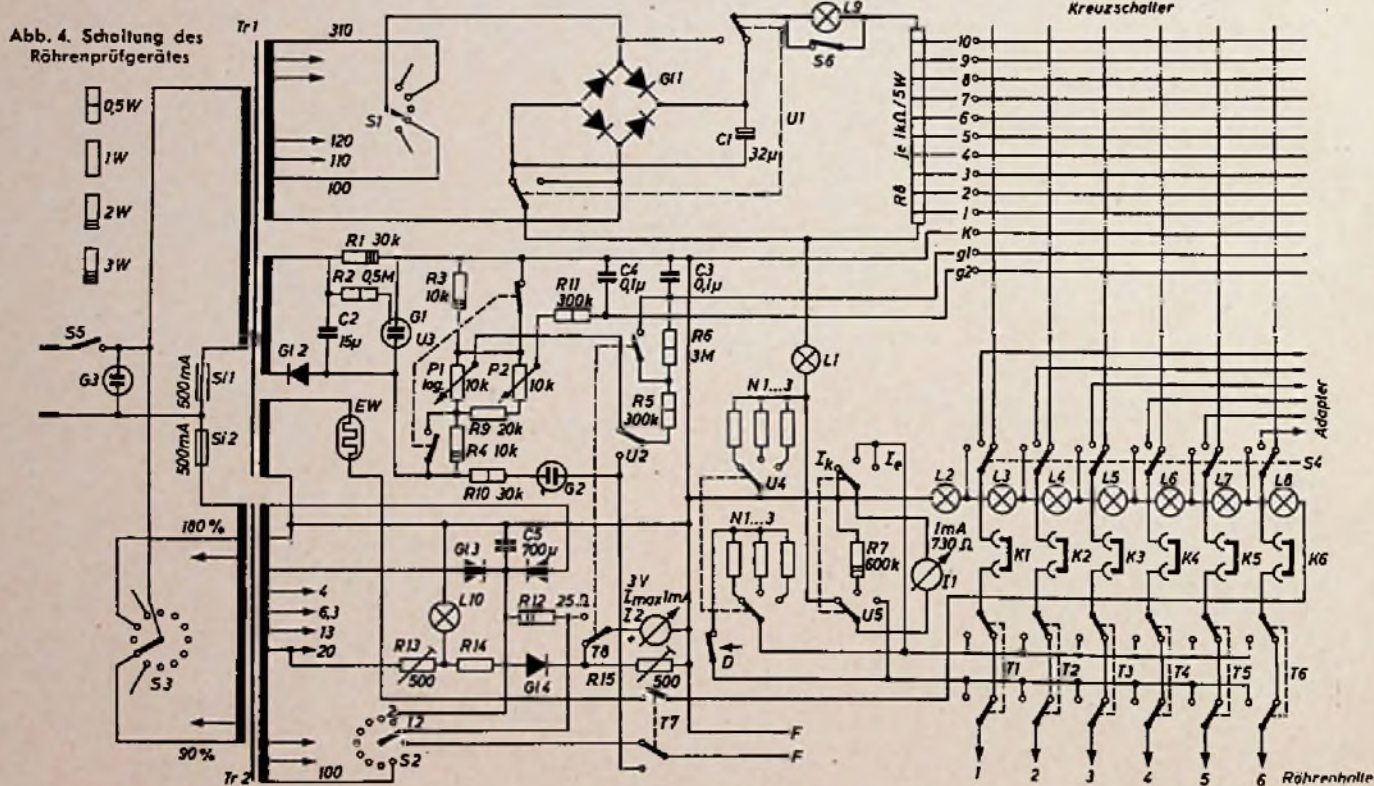 Abb. 4. Schaltung des
Röhrenprüfgerätes
0,5W
1W
2W
3W
Tr1
310
120
110
100
S1
Gl1
C1
32µ
U1
L9
S6
R8 je 1kΩ/5W
Kreuzschalter
10
9
8
7
6
5
4
3
2
1
K
g1
g2
R1 30k
R2 0,5M
C2
15µ
G1
U3
Gl2
R3
10k
P1
log.
10k
P2
10k
R9 20k
R4 10k
R10 30k
G2
R11
300k
C4
0,1µ
C3
0,1µ
R6
3M
R5
300k
U2
L1
N1...3
U4
N1...3
D
Ik
Ie
R7
600k
U5
1mA
730 Ω
I1
S5
G3
500mA
Si1
500mA
Si2
EW
180%
90%
S3
Tr2
4
6,3
13
20
100
Gl3
C5
700µ
L10
R12
25Ω
R13
500
R14
Gl4
3V
Imax 1mA
I2
+
T8
R15
500
T7
2
12
S2
F
F
Adapter
S4
L2
L3
L4
L5
L6
L7
L8
K1
K2
K3
K4
K5
K6
T1
T2
T3
T4
T5
T6
1
2
3
4
5
6
Röhrenhalte